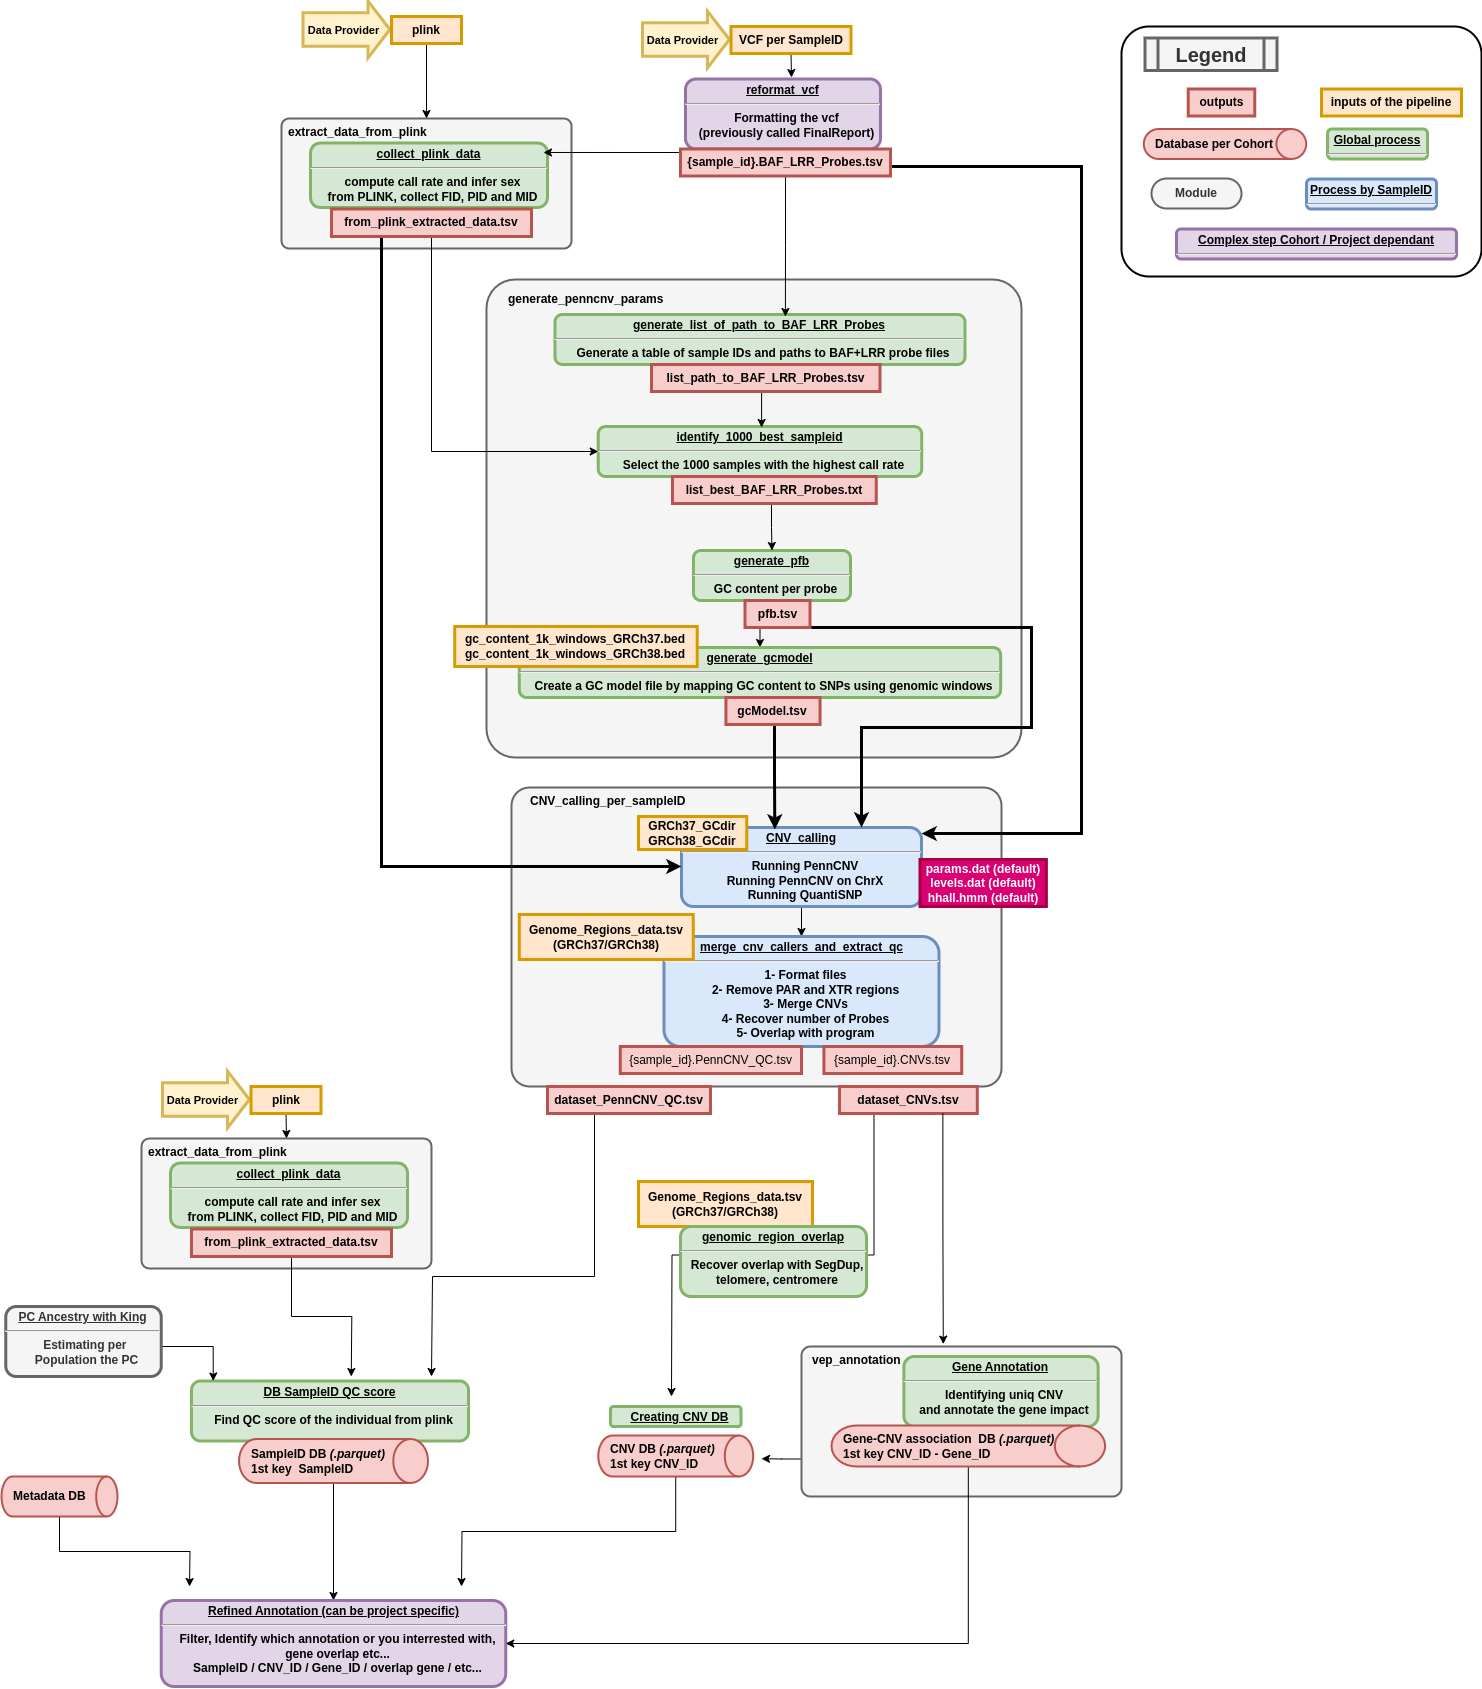 Data Provider
plink
Data Provider
VCF per SampleID
Legend
outputs
inputs of the pipeline
Database per Cohort
Global process
Module
Process by SampleID
Complex step Cohort / Project dependant
reformat_vcf
Formatting the vcf
(previously called FinalReport)
{sample_id}.BAF_LRR_Probes.tsv
extract_data_from_plink
collect_plink_data
compute call rate and infer sex
from PLINK, collect FID, PID and MID
from_plink_extracted_data.tsv
generate_penncnv_params
generate_list_of_path_to_BAF_LRR_Probes
Generate a table of sample IDs and paths to BAF+LRR probe files
list_path_to_BAF_LRR_Probes.tsv
identify_1000_best_sampleid
Select the 1000 samples with the highest call rate
list_best_BAF_LRR_Probes.txt
generate_pfb
GC content per probe
pfb.tsv
gc_content_1k_windows_GRCh37.bed
gc_content_1k_windows_GRCh38.bed
generate_gcmodel
Create a GC model file by mapping GC content to SNPs using genomic windows
gcModel.tsv
CNV_calling_per_sampleID
GRCh37_GCdir
GRCh38_GCdir
CNV_calling
Running PennCNV
Running PennCNV on ChrX
Running QuantiSNP
params.dat (default)
levels.dat (default)
hhall.hmm (default)
Genome_Regions_data.tsv
(GRCh37/GRCh38)
merge_cnv_callers_and_extract_qc
1- Format files
2- Remove PAR and XTR regions
3- Merge CNVs
4- Recover number of Probes
5- Overlap with program
{sample_id}.PennCNV_QC.tsv
{sample_id}.CNVs.tsv
dataset_PennCNV_QC.tsv
dataset_CNVs.tsv
Data Provider
plink
extract_data_from_plink
collect_plink_data
compute call rate and infer sex
from PLINK, collect FID, PID and MID
from_plink_extracted_data.tsv
Genome_Regions_data.tsv
(GRCh37/GRCh38)
genomic_region_overlap
Recover overlap with SegDup,
telomere, centromere
PC Ancestry with King
Estimating per
Population the PC
DB SampleID QC score
Find QC score of the individual from plink
SampleID DB (.parquet)
1st key SampleID
Creating CNV DB
CNV DB (.parquet)
1st key CNV_ID
vep_annotation
Gene Annotation
Identifying uniq CNV
and annotate the gene impact
Gene-CNV association DB (.parquet)
1st key CNV_ID - Gene_ID
Metadata DB
Refined Annotation (can be project specific)
Filter, Identify which annotation or you interrested with,
gene overlap etc...
SampleID / CNV_ID / Gene_ID / overlap gene / etc...